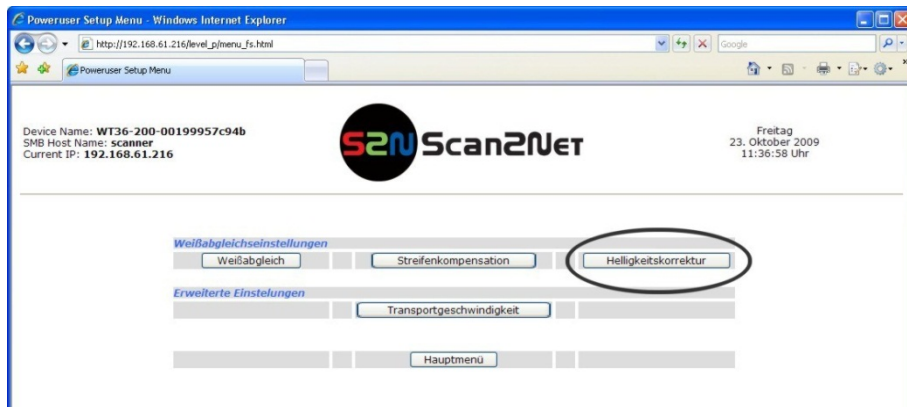 Poweruser Setup Menu - Windows Internet Explorer
http://192.168.61.216/level_p/menu_fs.html
Google
Poweruser Setup Menu
Device Name: WT36-200-00199957c94b
SMB Host Name: scanner
Current IP: 192.168.61.216
S2N Scan2Net
Freitag
23. Oktober 2009
11:36:58 Uhr
Weißabgleichseinstellungen
Weißabgleich Streifenkompensation Helligkeitskorrektur
Erweiterte Einstelungen
Transportgeschwindigkeit
Hauptmenü